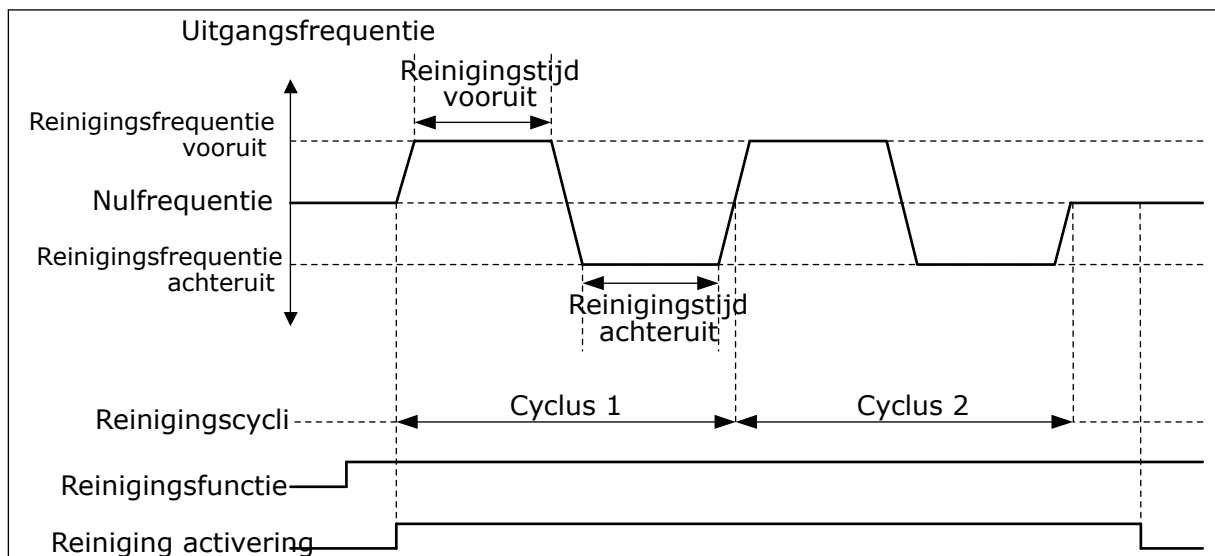 Uitgangsfrequentie
Reinigingstijd
vooruit
Reinigingsfrequentie
vooruit
Nulfrequentie
Reinigingsfrequentie
achteruit
Reinigingstijd
achteruit
Reinigingscycli
Cyclus 1
Cyclus 2
Reinigingsfunctie
Reiniging activering